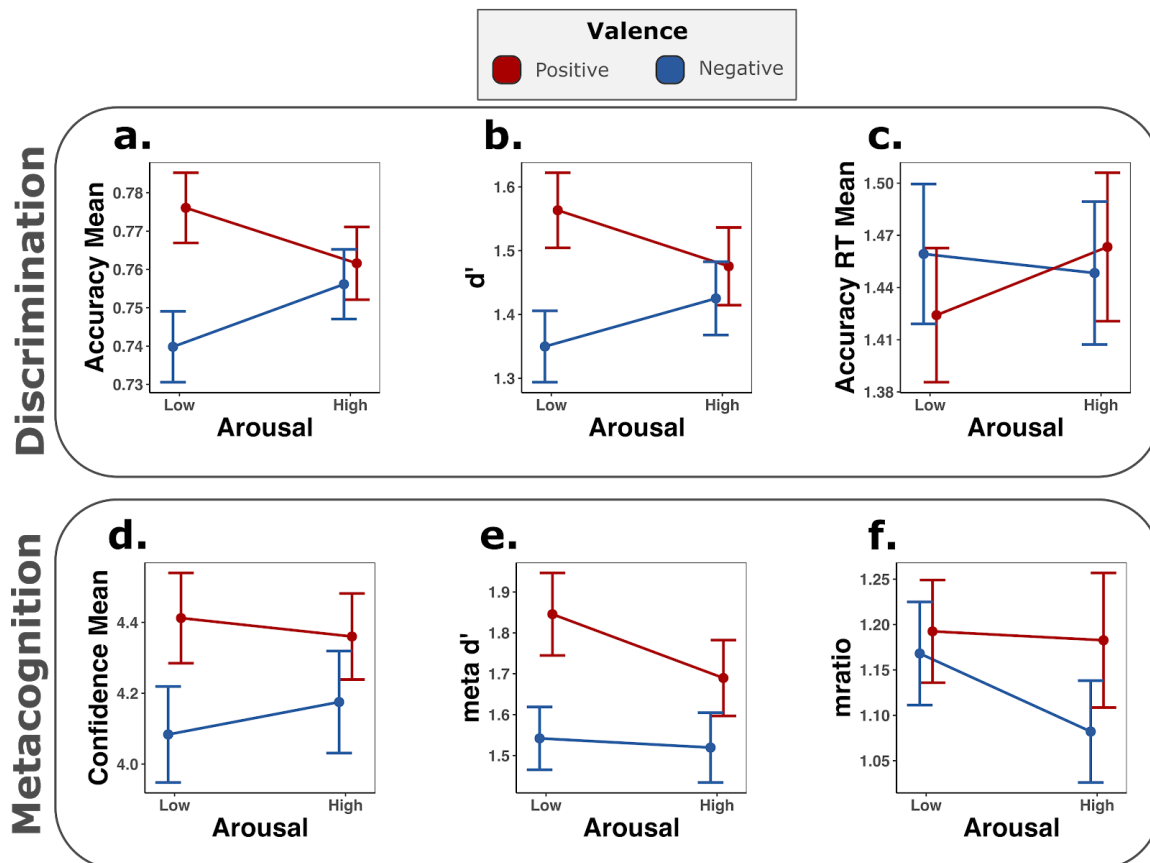 Valence
Positive
Negative
Discrimination
a.
Accuracy Mean
0.78
0.77
0.76
0.75
0.74
0.73
Low
High
Arousal
b.
d'
1.6
1.5
1.4
1.3
Low
High
Arousal
c.
Accuracy RT Mean
1.50
1.47
1.44
1.41
1.38
Low
High
Arousal
Metacognition
d.
Confidence Mean
4.4
4.2
4.0
Low
High
Arousal
e.
meta d'
1.9
1.8
1.7
1.6
1.5
Low
High
Arousal
f.
mratio
1.25
1.20
1.15
1.10
1.05
Low
High
Arousal